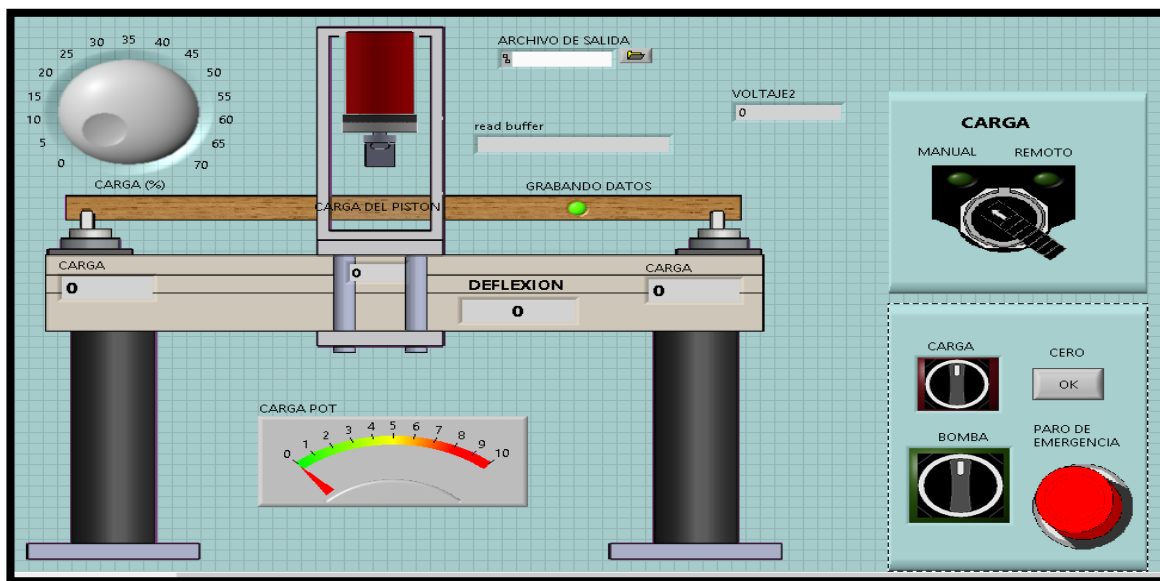 0 5 10 15 20 25 30 35 40 45 50 55 60 65 70
CARGA (%)
ARCHIVO DE SALIDA
read buffer
VOLTAJE2
0
CARGA
MANUAL REMOTO
GRABANDO DATOS
CARGA DEL PISTON
CARGA
0
0
DEFLEXION
0
CARGA
0
CARGA POT
0 1 2 3 4 5 6 7 8 9 10
CARGA
CERO
OK
BOMBA
PARO DE
EMERGENCIA